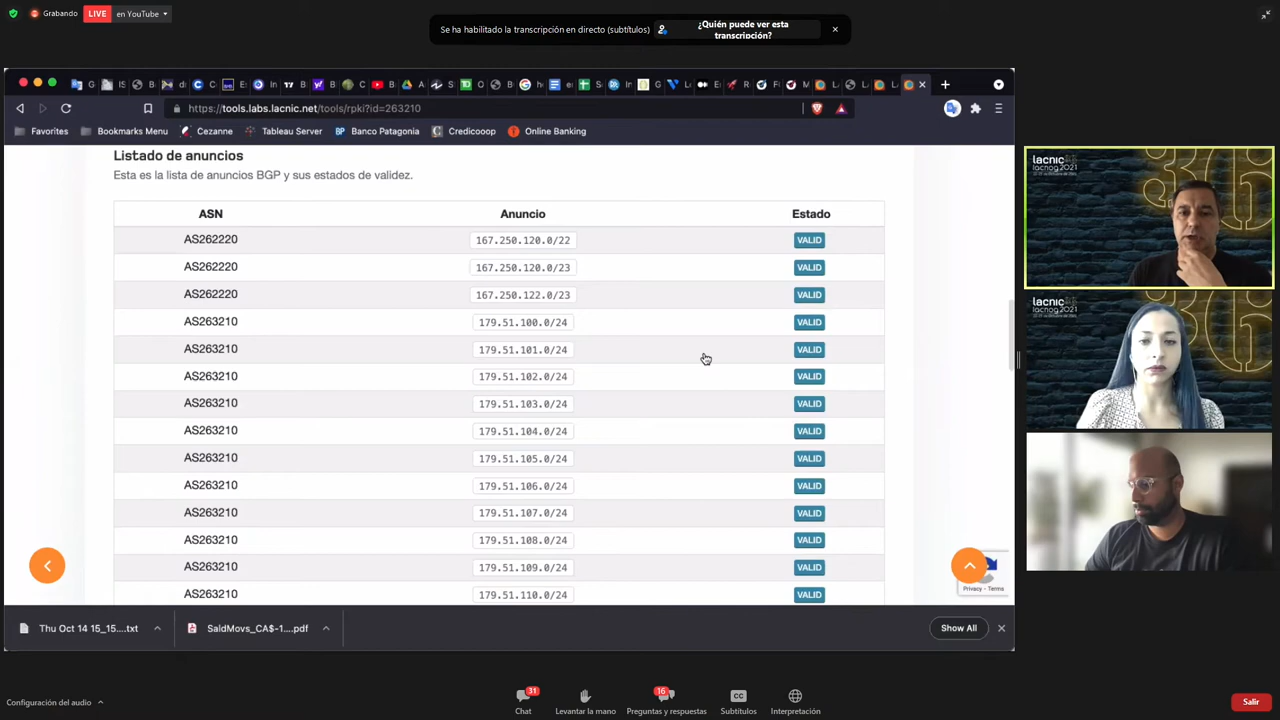 Grabando
LIVE
en YouTube
Se ha habilitado la transcripción en directo (subtítulos)
¿Quién puede ver esta transcripción?
https://tools.labs.lacnic.net/tools/rpki?id=263210
Favorites
Bookmarks Menu
Cezanne
Tableau Server
Banco Patagonia
Credicooop
Online Banking
Listado de anuncios
Esta es la lista de anuncios BGP y sus estados de validez.
ASN Anuncio Estado
AS262220 167.250.120.0/22 VALID
AS262220 167.250.120.0/23 VALID
AS262220 167.250.122.0/23 VALID
AS263210 179.51.100.0/24 VALID
AS263210 179.51.101.0/24 VALID
AS263210 179.51.102.0/24 VALID
AS263210 179.51.103.0/24 VALID
AS263210 179.51.104.0/24 VALID
AS263210 179.51.105.0/24 VALID
AS263210 179.51.106.0/24 VALID
AS263210 179.51.107.0/24 VALID
AS263210 179.51.108.0/24 VALID
AS263210 179.51.109.0/24 VALID
AS263210 179.51.110.0/24 VALID
Privacy - Terms
Thu Oct 14 15_15....txt
SaldMovs_CA$-1....pdf
Show All
lacnic 36
lacnog2021
lacnic 36
lacnog2021
Configuración del audio
31
Chat
Levantar la mano
16
Preguntas y respuestas
Subtítulos
Interpretación
Salir